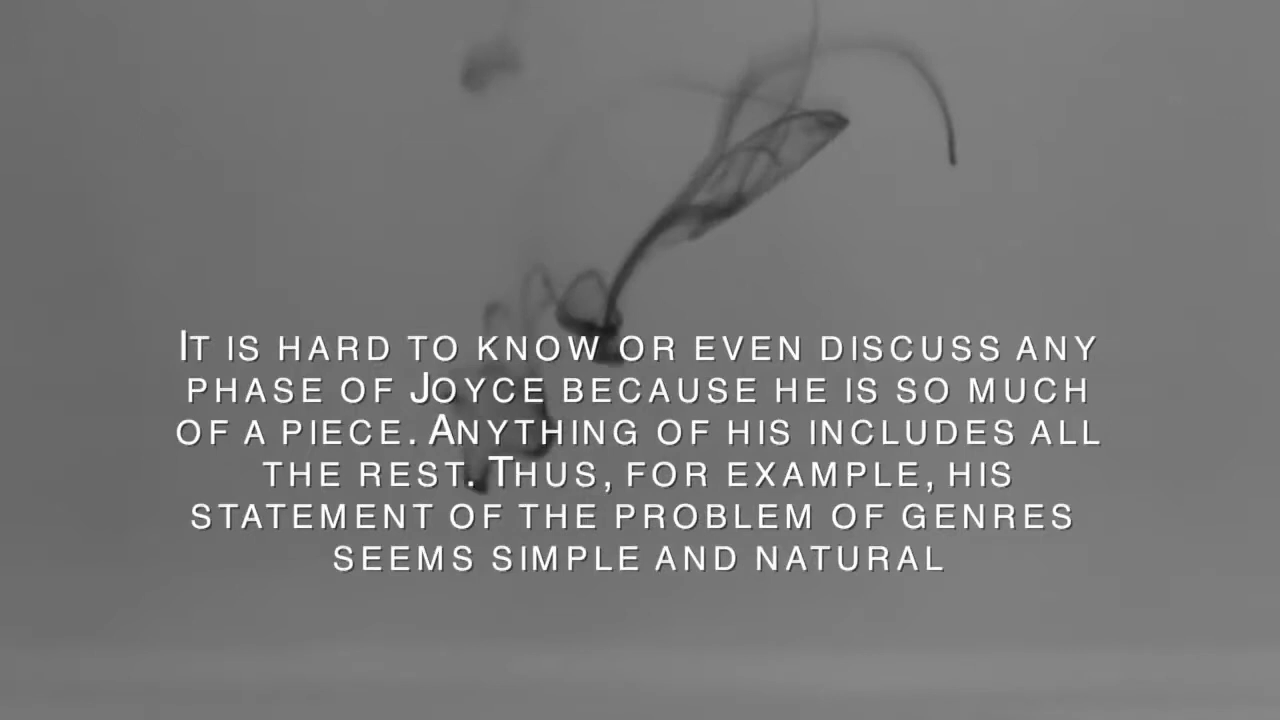 It is hard to know or even discuss any
phase of Joyce because he is so much
of a piece. Anything of his includes all
the rest. Thus, for example, his
statement of the problem of genres
seems simple and natural